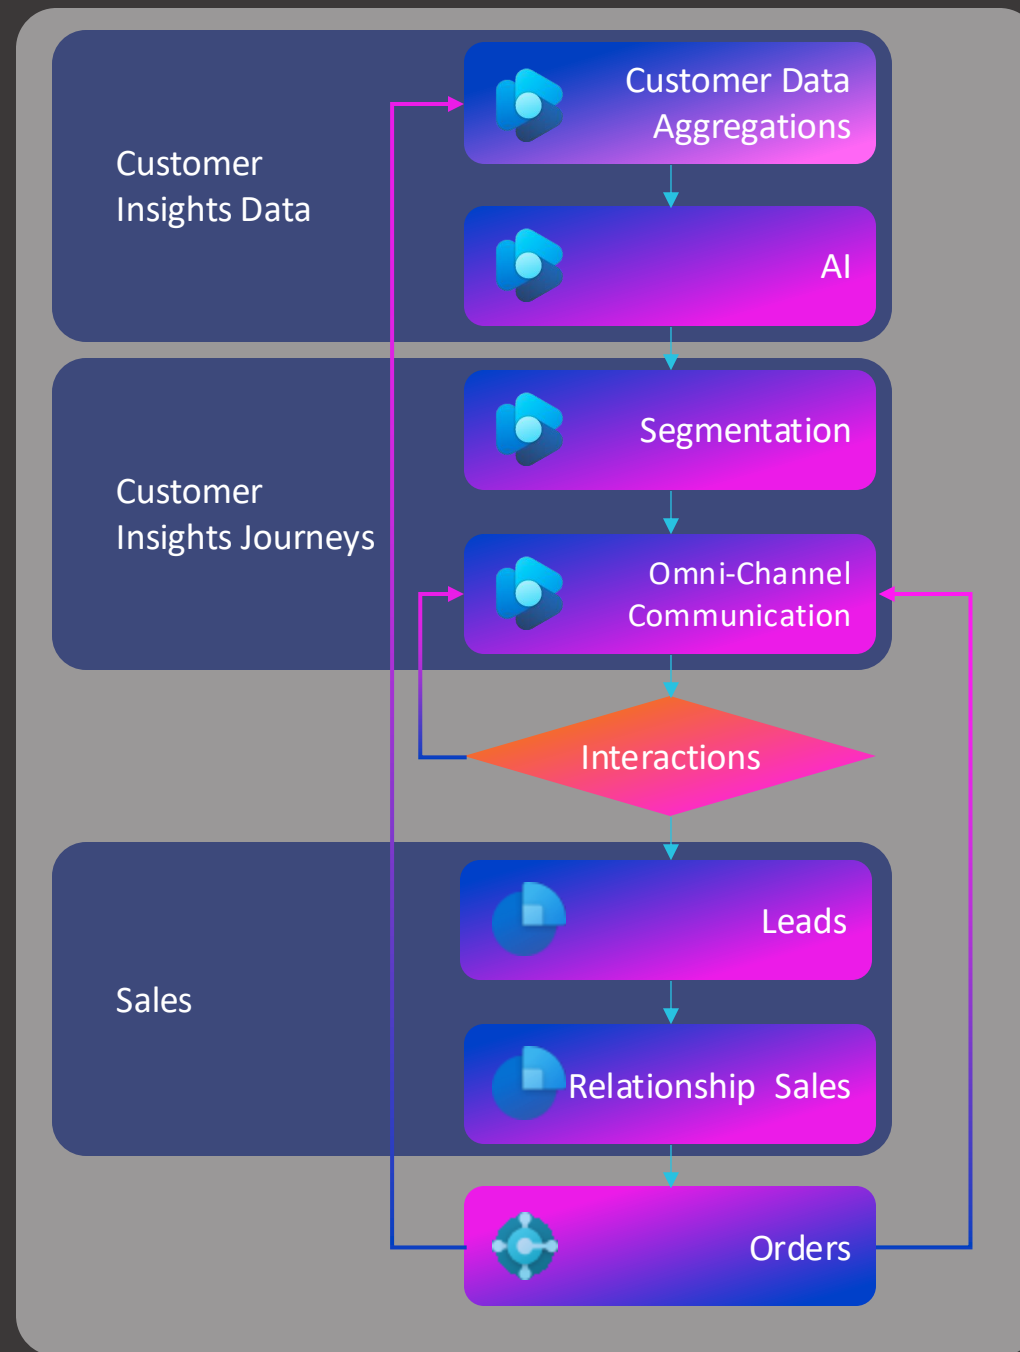 Customer Data
Aggregations
Customer
Insights Data
AI
Segmentation
Customer
Insights Journeys
Omni-Channel
Communication
Interactions
Leads
Sales
Relationship Sales
Orders